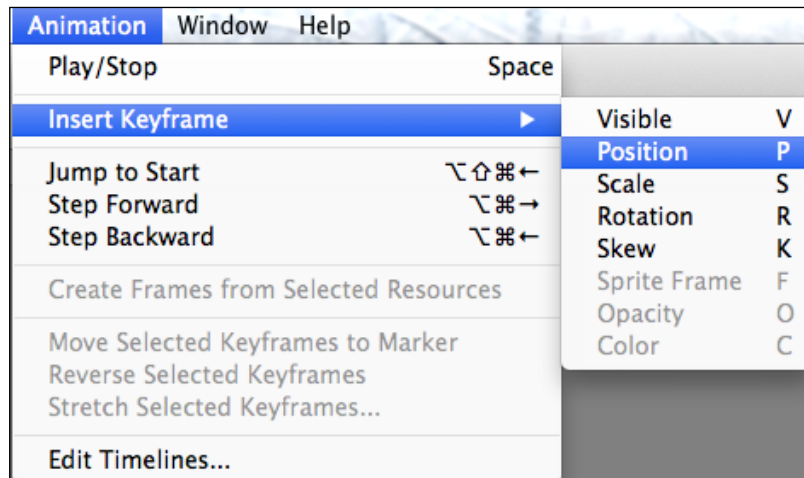 Animation Window Help
Play/Stop Space
Insert Keyframe ▶
Visible V
Position P
Scale S
Rotation R
Skew K
Sprite Frame F
Opacity O
Color C
Jump to Start ⌥⇧⌘←
Step Forward ⌥⌘→
Step Backward ⌥⌘←
Create Frames from Selected Resources
Move Selected Keyframes to Marker
Reverse Selected Keyframes
Stretch Selected Keyframes...
Edit Timelines...